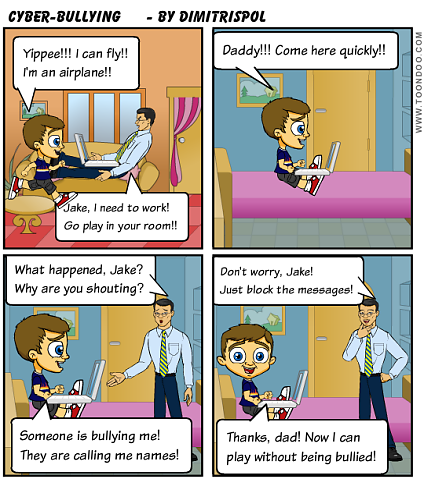 CYBER-BULLYING - BY DIMITRISPOL
Yippee!!! I can fly!!
I'm an airplane!!
Jake, I need to work!
Go play in your room!!
Daddy!!! Come here quickly!!
WWW.TOONDOO.COM
What happened, Jake?
Why are you shouting?
Someone is bullying me!
They are calling me names!
Don't worry, Jake!
Just block the messages!
Thanks, dad! Now I can
play without being bullied!